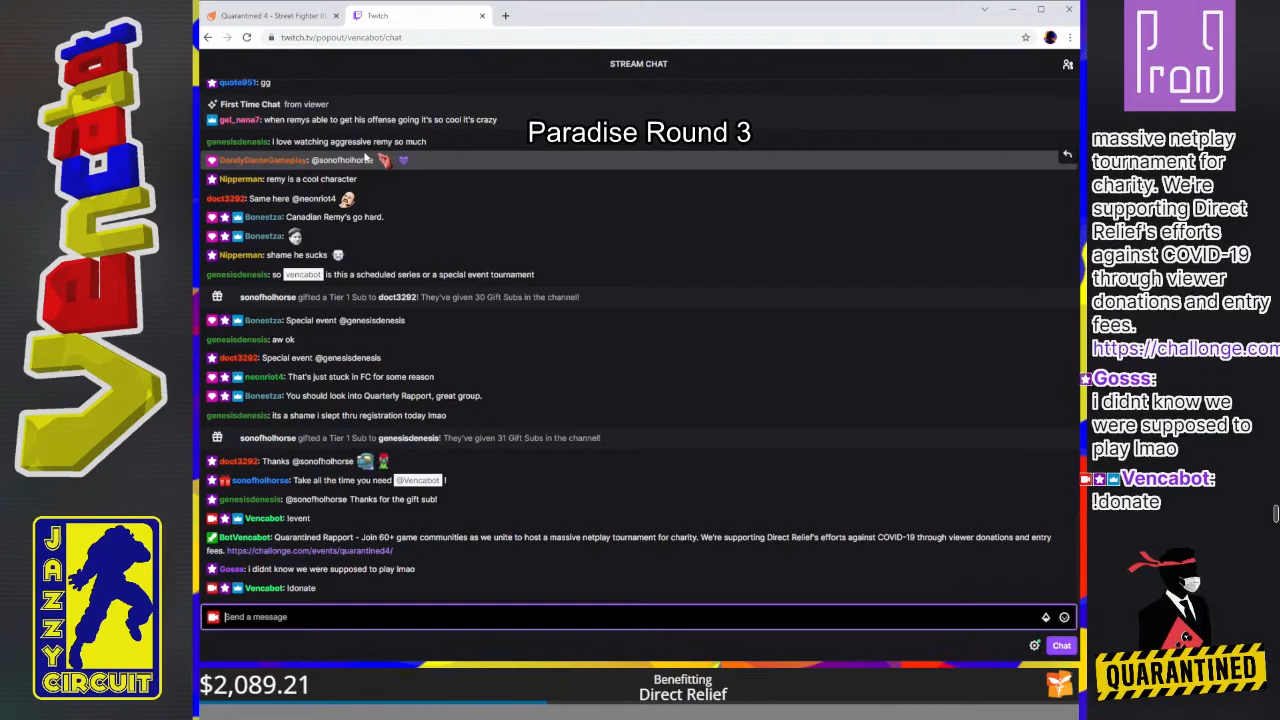 Quarantined 4 - Street Fighter III
Twitch
twitch.tv/popout/vencabot/chat
STREAM CHAT
quote951: gg
First Time Chat from viewer
gei_nana7: when remys able to get his offense going it's so cool it's crazy
Paradise Round 3
genesisdenesis: i love watching aggressive remy so much
DandyDanteGameplay: @sonofholhorse
Nipperman: remy is a cool character
doct3292: Same here @neonriot4
Bonestza: Canadian Remy's go hard.
Bonestza:
Nipperman: shame he sucks
genesisdenesis: so vencabot is this a scheduled series or a special event tournament
sonofholhorse gifted a Tier 1 Sub to doct3292! They've given 30 Gift Subs in the channel!
Bonestza: Special event @genesisdenesis
genesisdenesis: aw ok
doct3292: Special event @genesisdenesis
neonriot4: That's just stuck in FC for some reason
Bonestza: You should look into Quarterly Rapport, great group.
genesisdenesis: its a shame i slept thru registration today lmao
sonofholhorse gifted a Tier 1 Sub to genesisdenesis! They've given 31 Gift Subs in the channel!
doct3292: Thanks @sonofholhorse
sonofholhorse: Take all the time you need @Vencabot !
genesisdenesis: @sonofholhorse Thanks for the gift sub!
Vencabot: !event
BotVencabot: Quarantined Rapport - Join 60+ game communities as we unite to host a massive netplay tournament for charity. We're supporting Direct Relief's efforts against COVID-19 through viewer donations and entry
fees. https://challonge.com/events/quarantined4/
Gosss: i didnt know we were supposed to play lmao
Vencabot: !donate
Send a message
Chat
massive netplay
tournament for
charity. We're
supporting Direct
Relief's efforts
against COVID-19
through viewer
donations and entry
fees.
https://challonge.com
Gosss:
i didnt know we
were supposed to
play lmao
Vencabot:
!donate
JAZZY
CIRCUIT
$2,089.21
Benefitting
Direct Relief
QUARANTINED